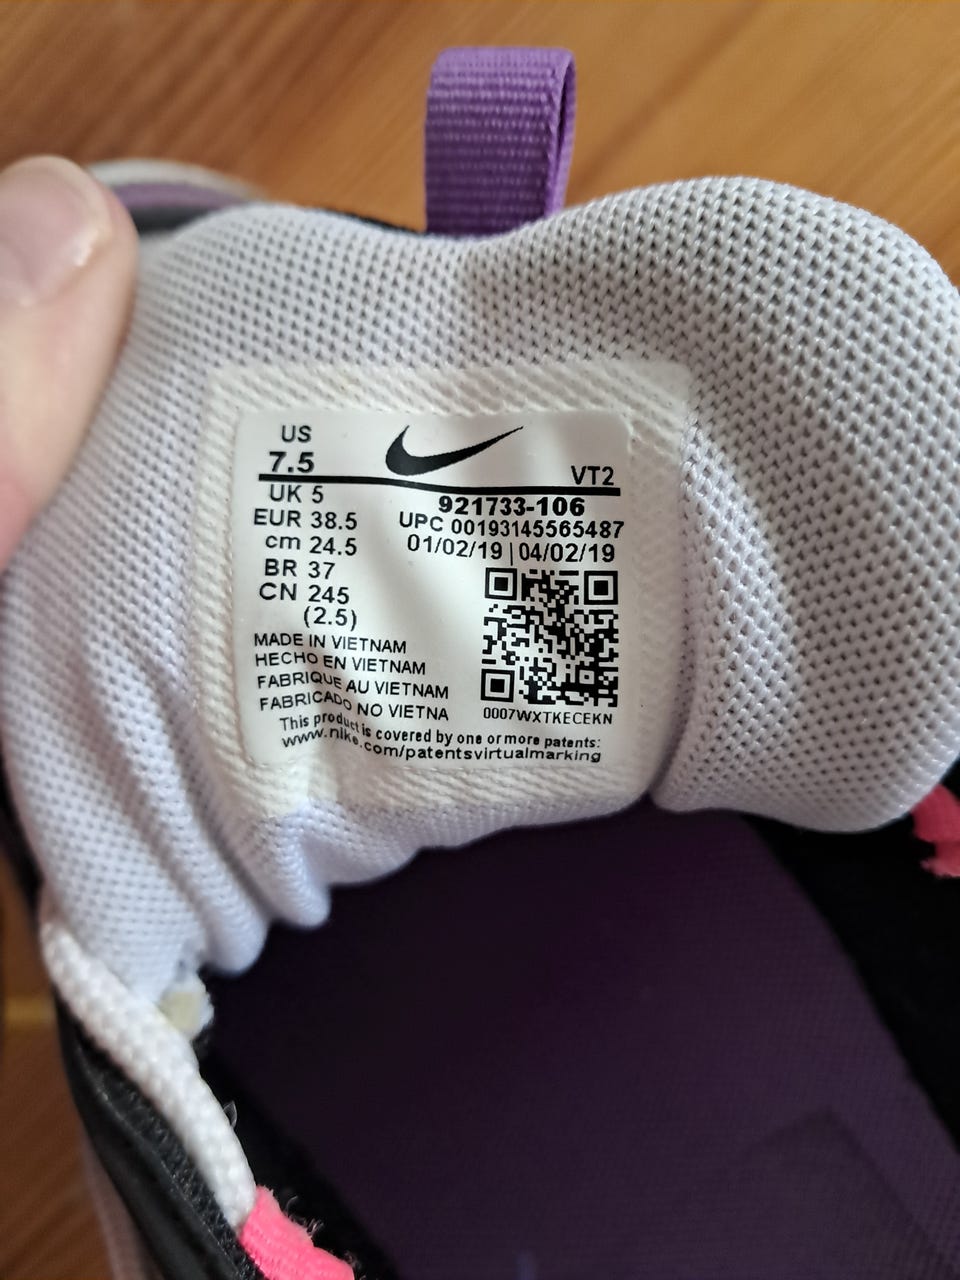 US
7.5
VT2
UK 5
EUR 38.5
cm 24.5
BR 37
CN 245
(2.5)
921733-106
UPC 00193145565487
01/02/19 | 04/02/19
MADE IN VIETNAM
HECHO EN VIETNAM
FABRIQUE AU VIETNAM
FABRICADO NO VIETNA
0007WXTKECEKN
This product is covered by one or more patents:
www.nike.com/patentsvirtualmarking